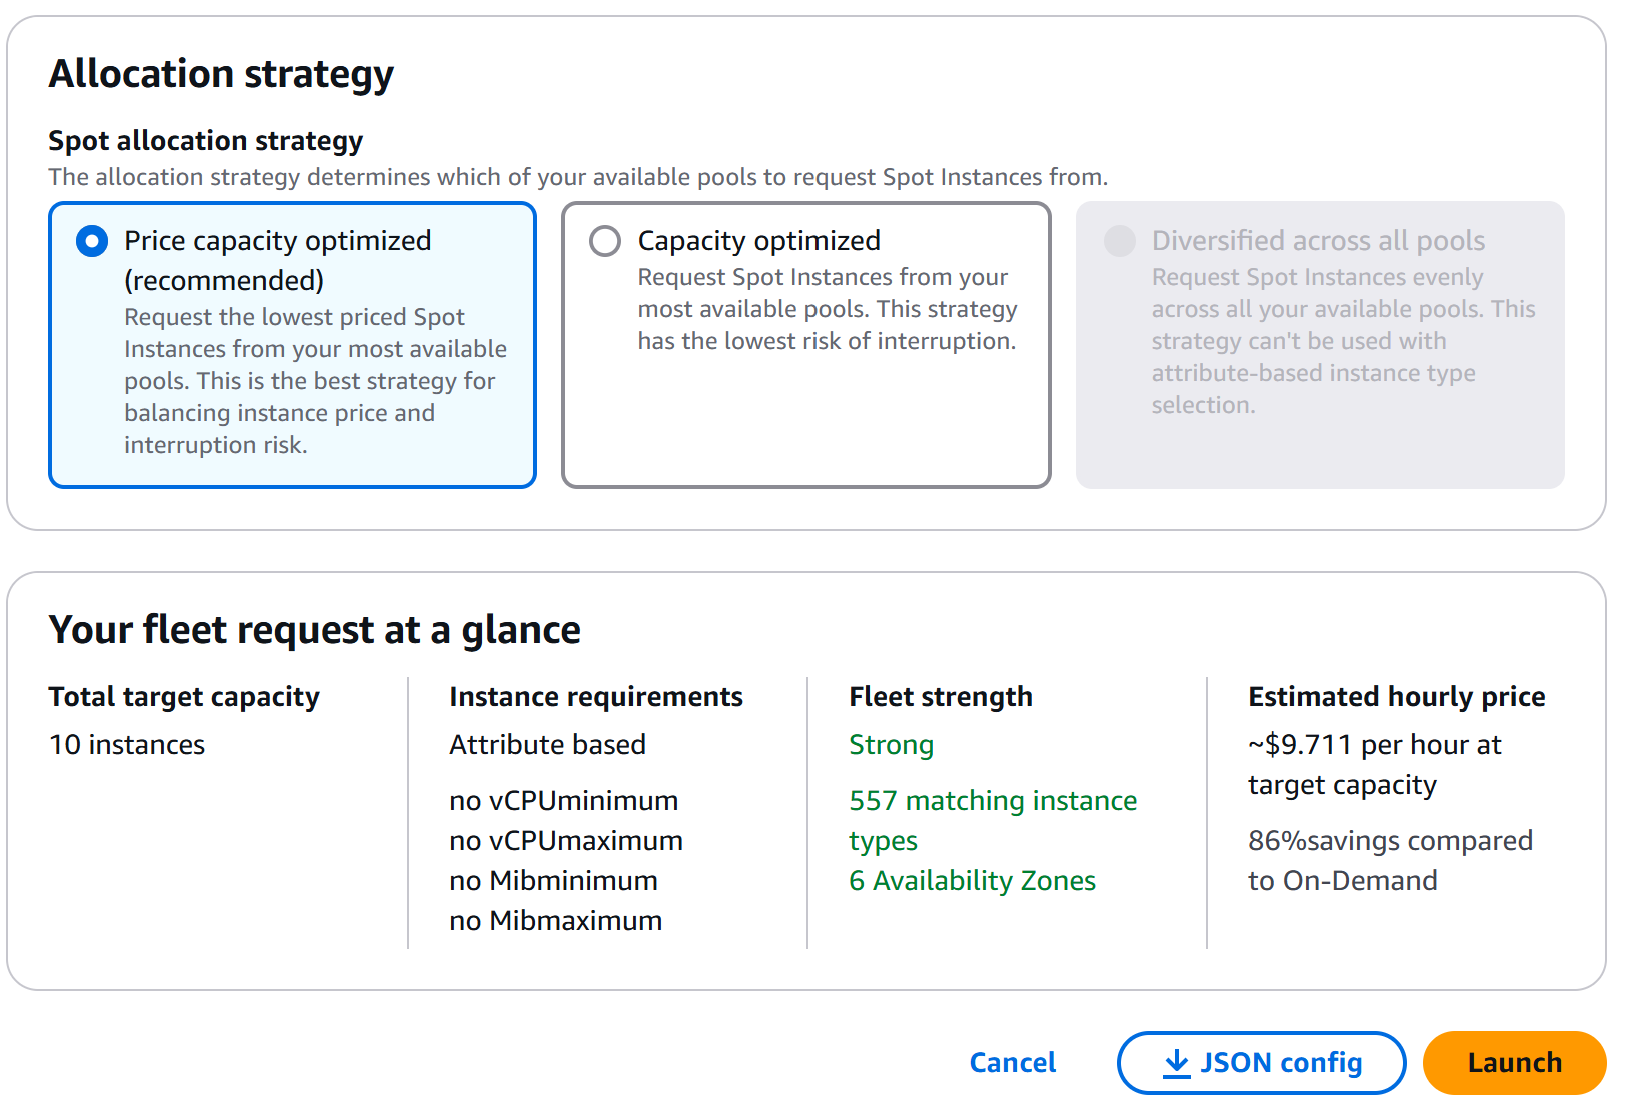 Allocation strategy
Spot allocation strategy
The allocation strategy determines which of your available pools to request Spot Instances from.
Price capacity optimized
(recommended)
Request the lowest priced Spot
Instances from your most available
pools. This is the best strategy for
balancing instance price and
interruption risk.
Capacity optimized
Request Spot Instances from your
most available pools. This strategy
has the lowest risk of interruption.
Diversified across all pools
Request Spot Instances evenly
across all your available pools. This
strategy can't be used with
attribute-based instance type
selection.
Your fleet request at a glance
Total target capacity
10 instances
Instance requirements
Attribute based
no vCPUminimum
no vCPUmaximum
no Mibminimum
no Mibmaximum
Fleet strength
Strong
557 matching instance
types
6 Availability Zones
Estimated hourly price
~$9.711 per hour at
target capacity
86%savings compared
to On-Demand
Cancel
JSON config
Launch